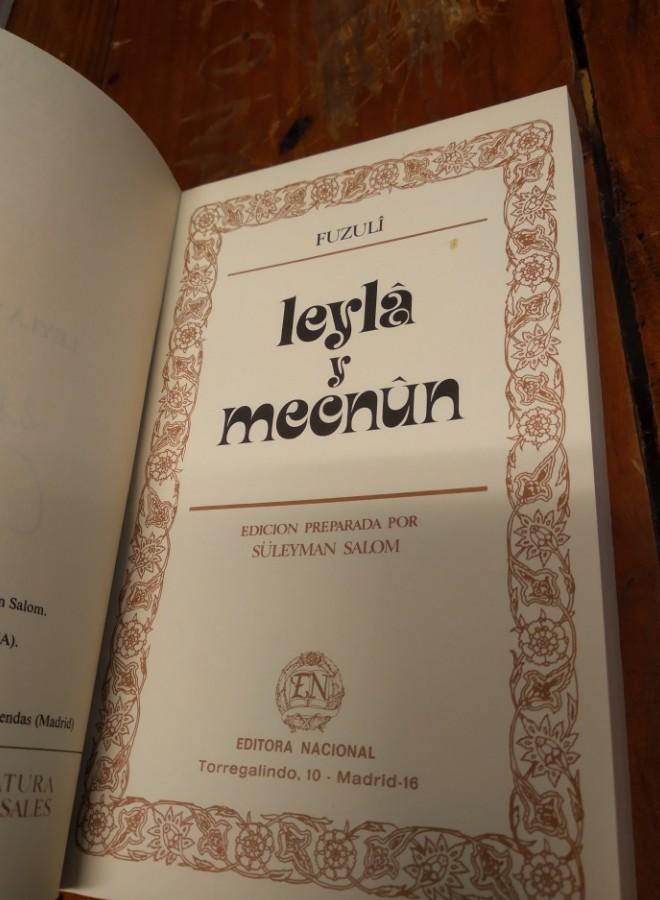 n Salom.
A).
endas (Madrid)
ATURA
SALES
FUZULÎ
leylâ
y
mecnûn
EDICION PREPARADA POR
SÜLEYMAN SALOM
EN
EDITORA NACIONAL
Torregalindo, 10 - Madrid-16